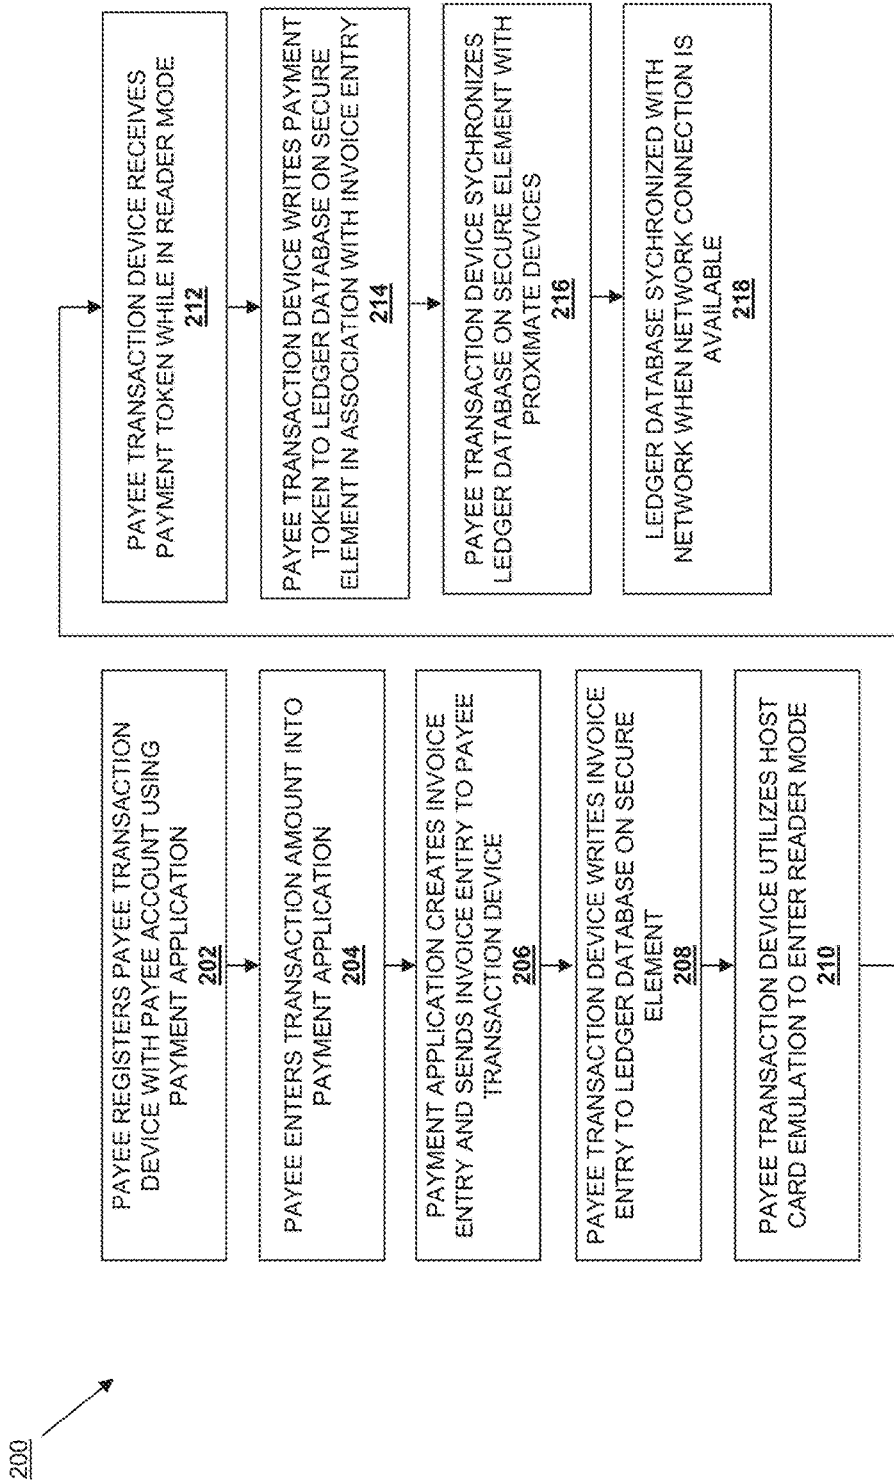 200
PAYEE REGISTERS PAYEE TRANSACTION
DEVICE WITH PAYEE ACCOUNT USING
PAYMENT APPLICATION
202
PAYEE ENTERS TRANSACTION AMOUNT INTO
PAYMENT APPLICATION
204
PAYMENT APPLICATION CREATES INVOICE
ENTRY AND SENDS INVOICE ENTRY TO PAYEE
TRANSACTION DEVICE
206
PAYEE TRANSACTION DEVICE WRITES INVOICE
ENTRY TO LEDGER DATABASE ON SECURE
ELEMENT
208
PAYEE TRANSACTION DEVICE UTILIZES HOST
CARD EMULATION TO ENTER READER MODE
210
PAYEE TRANSACTION DEVICE RECEIVES
PAYMENT TOKEN WHILE IN READER MODE
212
PAYEE TRANSACTION DEVICE WRITES PAYMENT
TOKEN TO LEDGER DATABASE ON SECURE
ELEMENT IN ASSOCIATION WITH INVOICE ENTRY
214
PAYEE TRANSACTION DEVICE SYCHRONIZES
LEDGER DATABASE ON SECURE ELEMENT WITH
PROXIMATE DEVICES
216
LEDGER DATABASE SYCHRONIZED WITH
NETWORK WHEN NETWORK CONNECTION IS
AVAILABLE
218